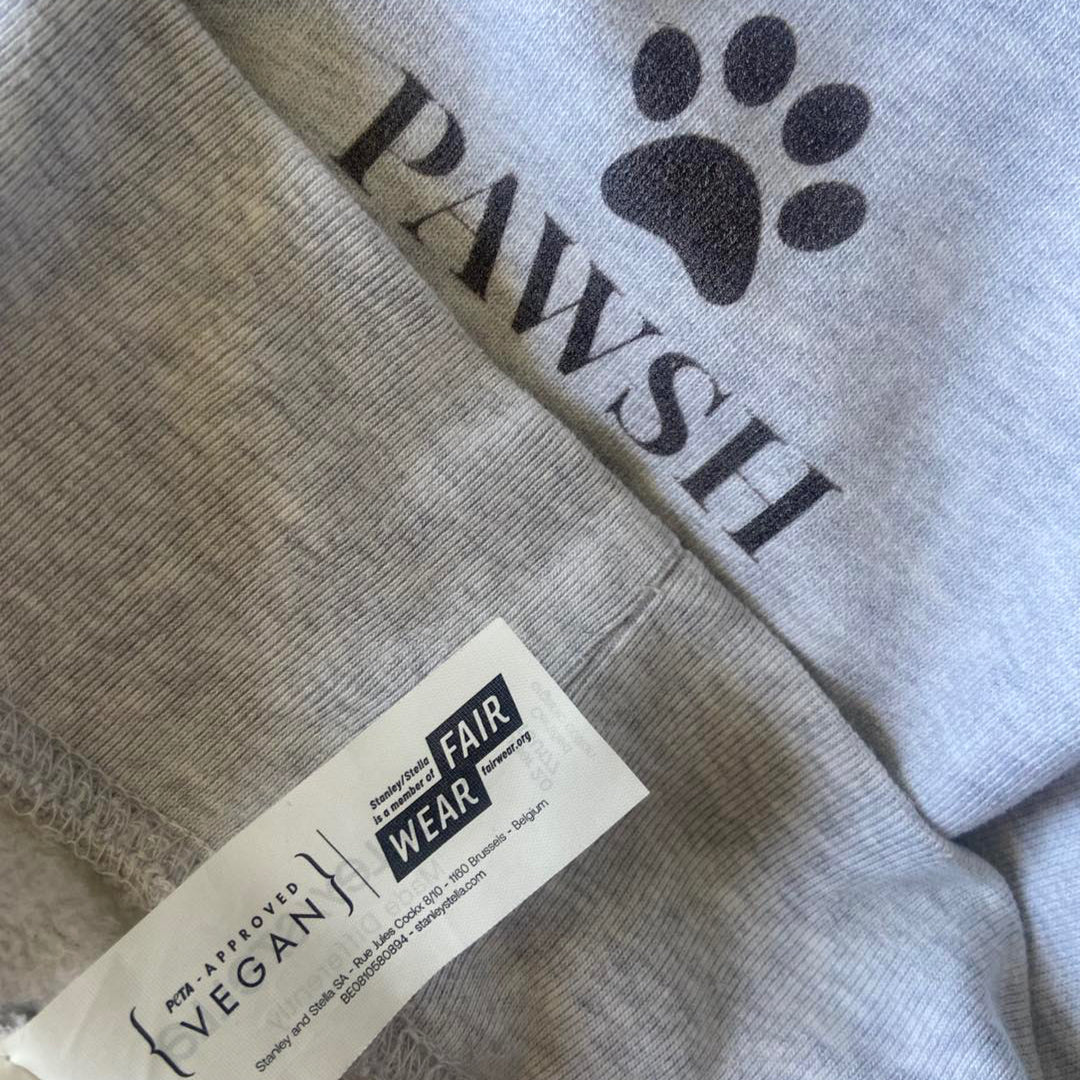 PAWSH
Stanley/Stella
is a member of
FAIR
WEAR
fairwear.org
PETA - APPROVED
{ VEGAN }
Stanley and Stella SA - Rue Jules Cockx 8/10 - 1160 Brussels - Belgium
BE0810580894 - stanleystella.com